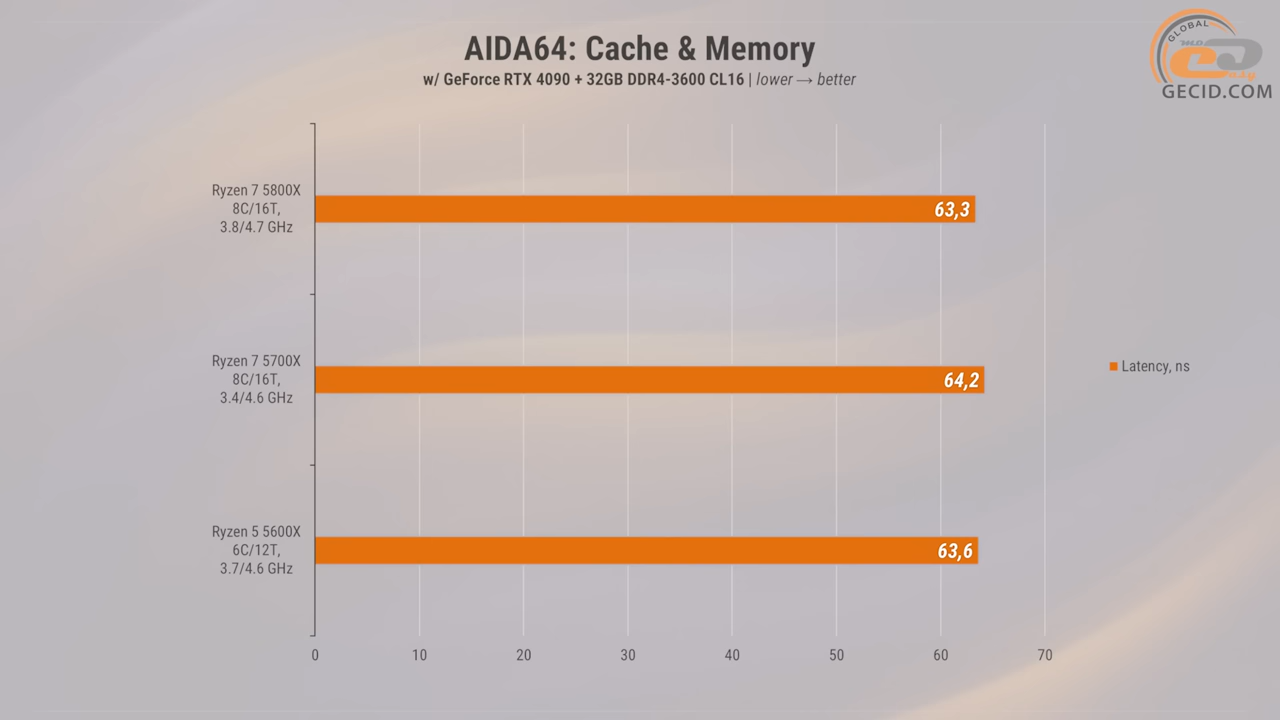 AIDA64: Cache & Memory
w/ GeForce RTX 4090 + 32GB DDR4-3600 CL16 | lower → better
GLOBAL
easy
GECID.COM
Ryzen 7 5800X
8C/16T,
3.8/4.7 GHz
63,3
Ryzen 7 5700X
8C/16T,
3.4/4.6 GHz
64,2
Latency, ns
Ryzen 5 5600X
6C/12T,
3.7/4.6 GHz
63,6
0 10 20 30 40 50 60 70